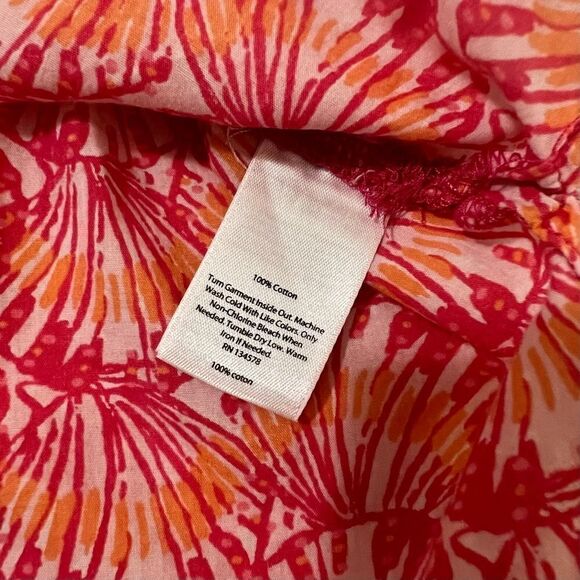 100% Cotton
Turn Garment Inside Out. Machine
Wash Cold With Like Colors. Only
Non-Chlorine Bleach When
Needed. Tumble Dry Low. Warm
Iron If Needed.
RN 134578
100% coton